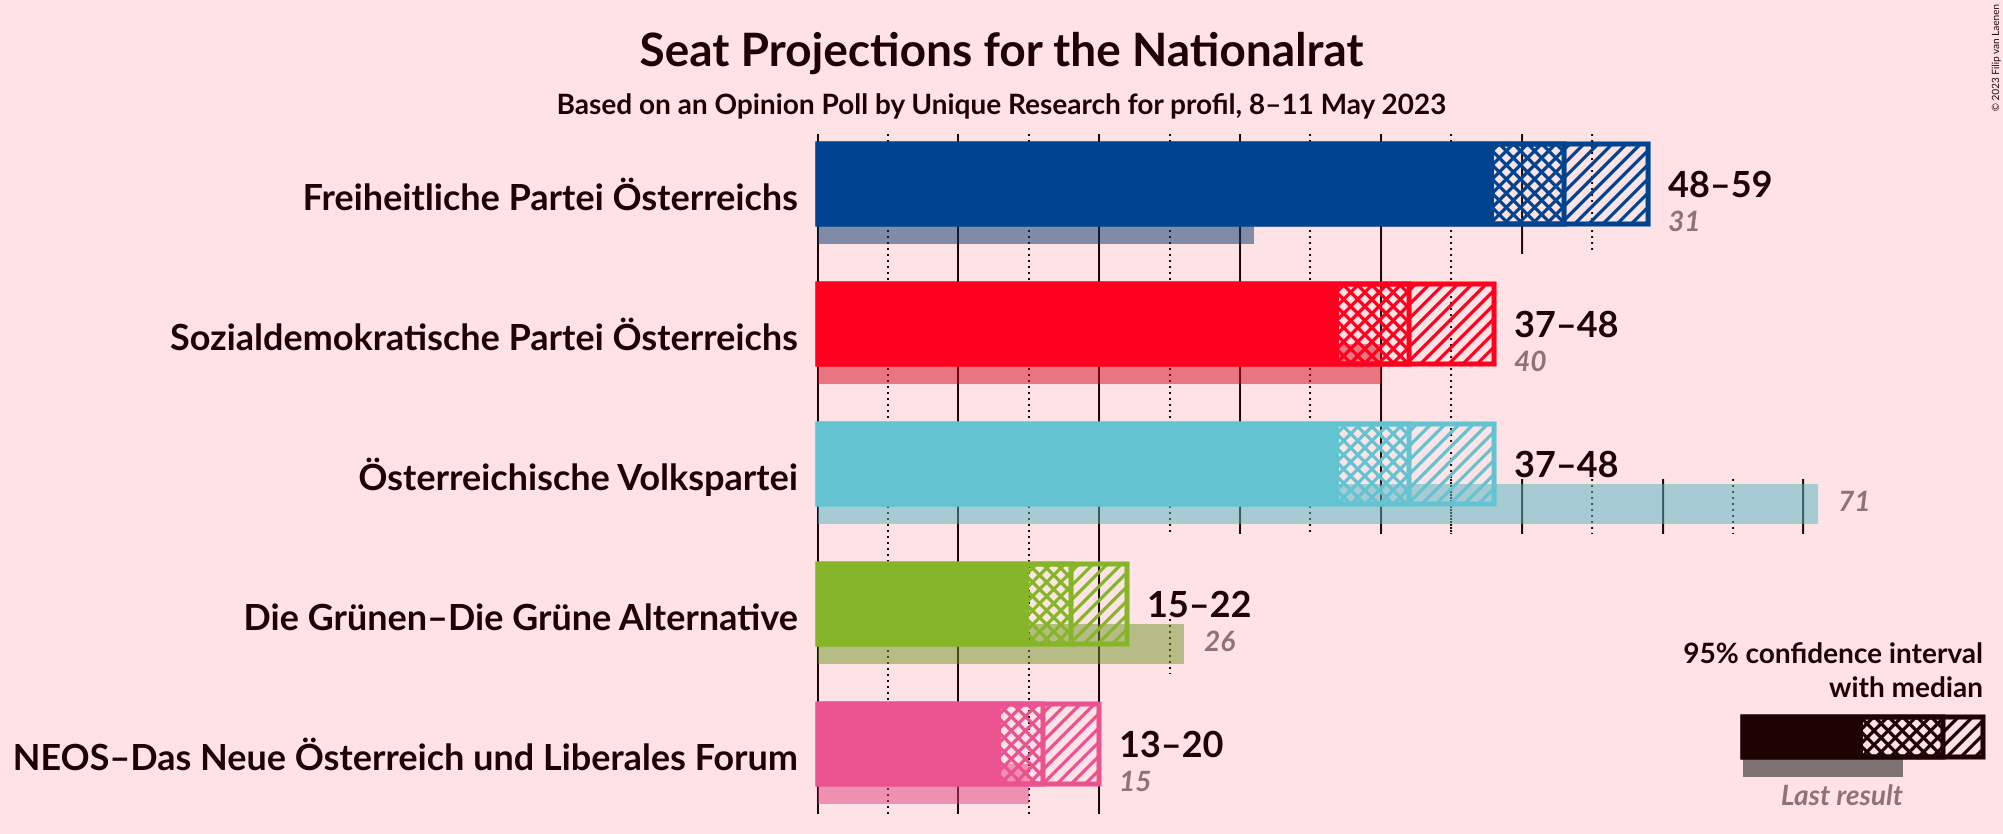 Seat Projections for the Nationalrat
Based on an Opinion Poll by Unique Research for profil, 8–11 May 2023
© 2023 Filip van Laenen
Freiheitliche Partei Österreichs
48–59
31
Sozialdemokratische Partei Österreichs
37–48
40
Österreichische Volkspartei
37–48
71
Die Grünen–Die Grüne Alternative
15–22
26
NEOS–Das Neue Österreich und Liberales Forum
13–20
15
95% confidence interval
with median
Last result